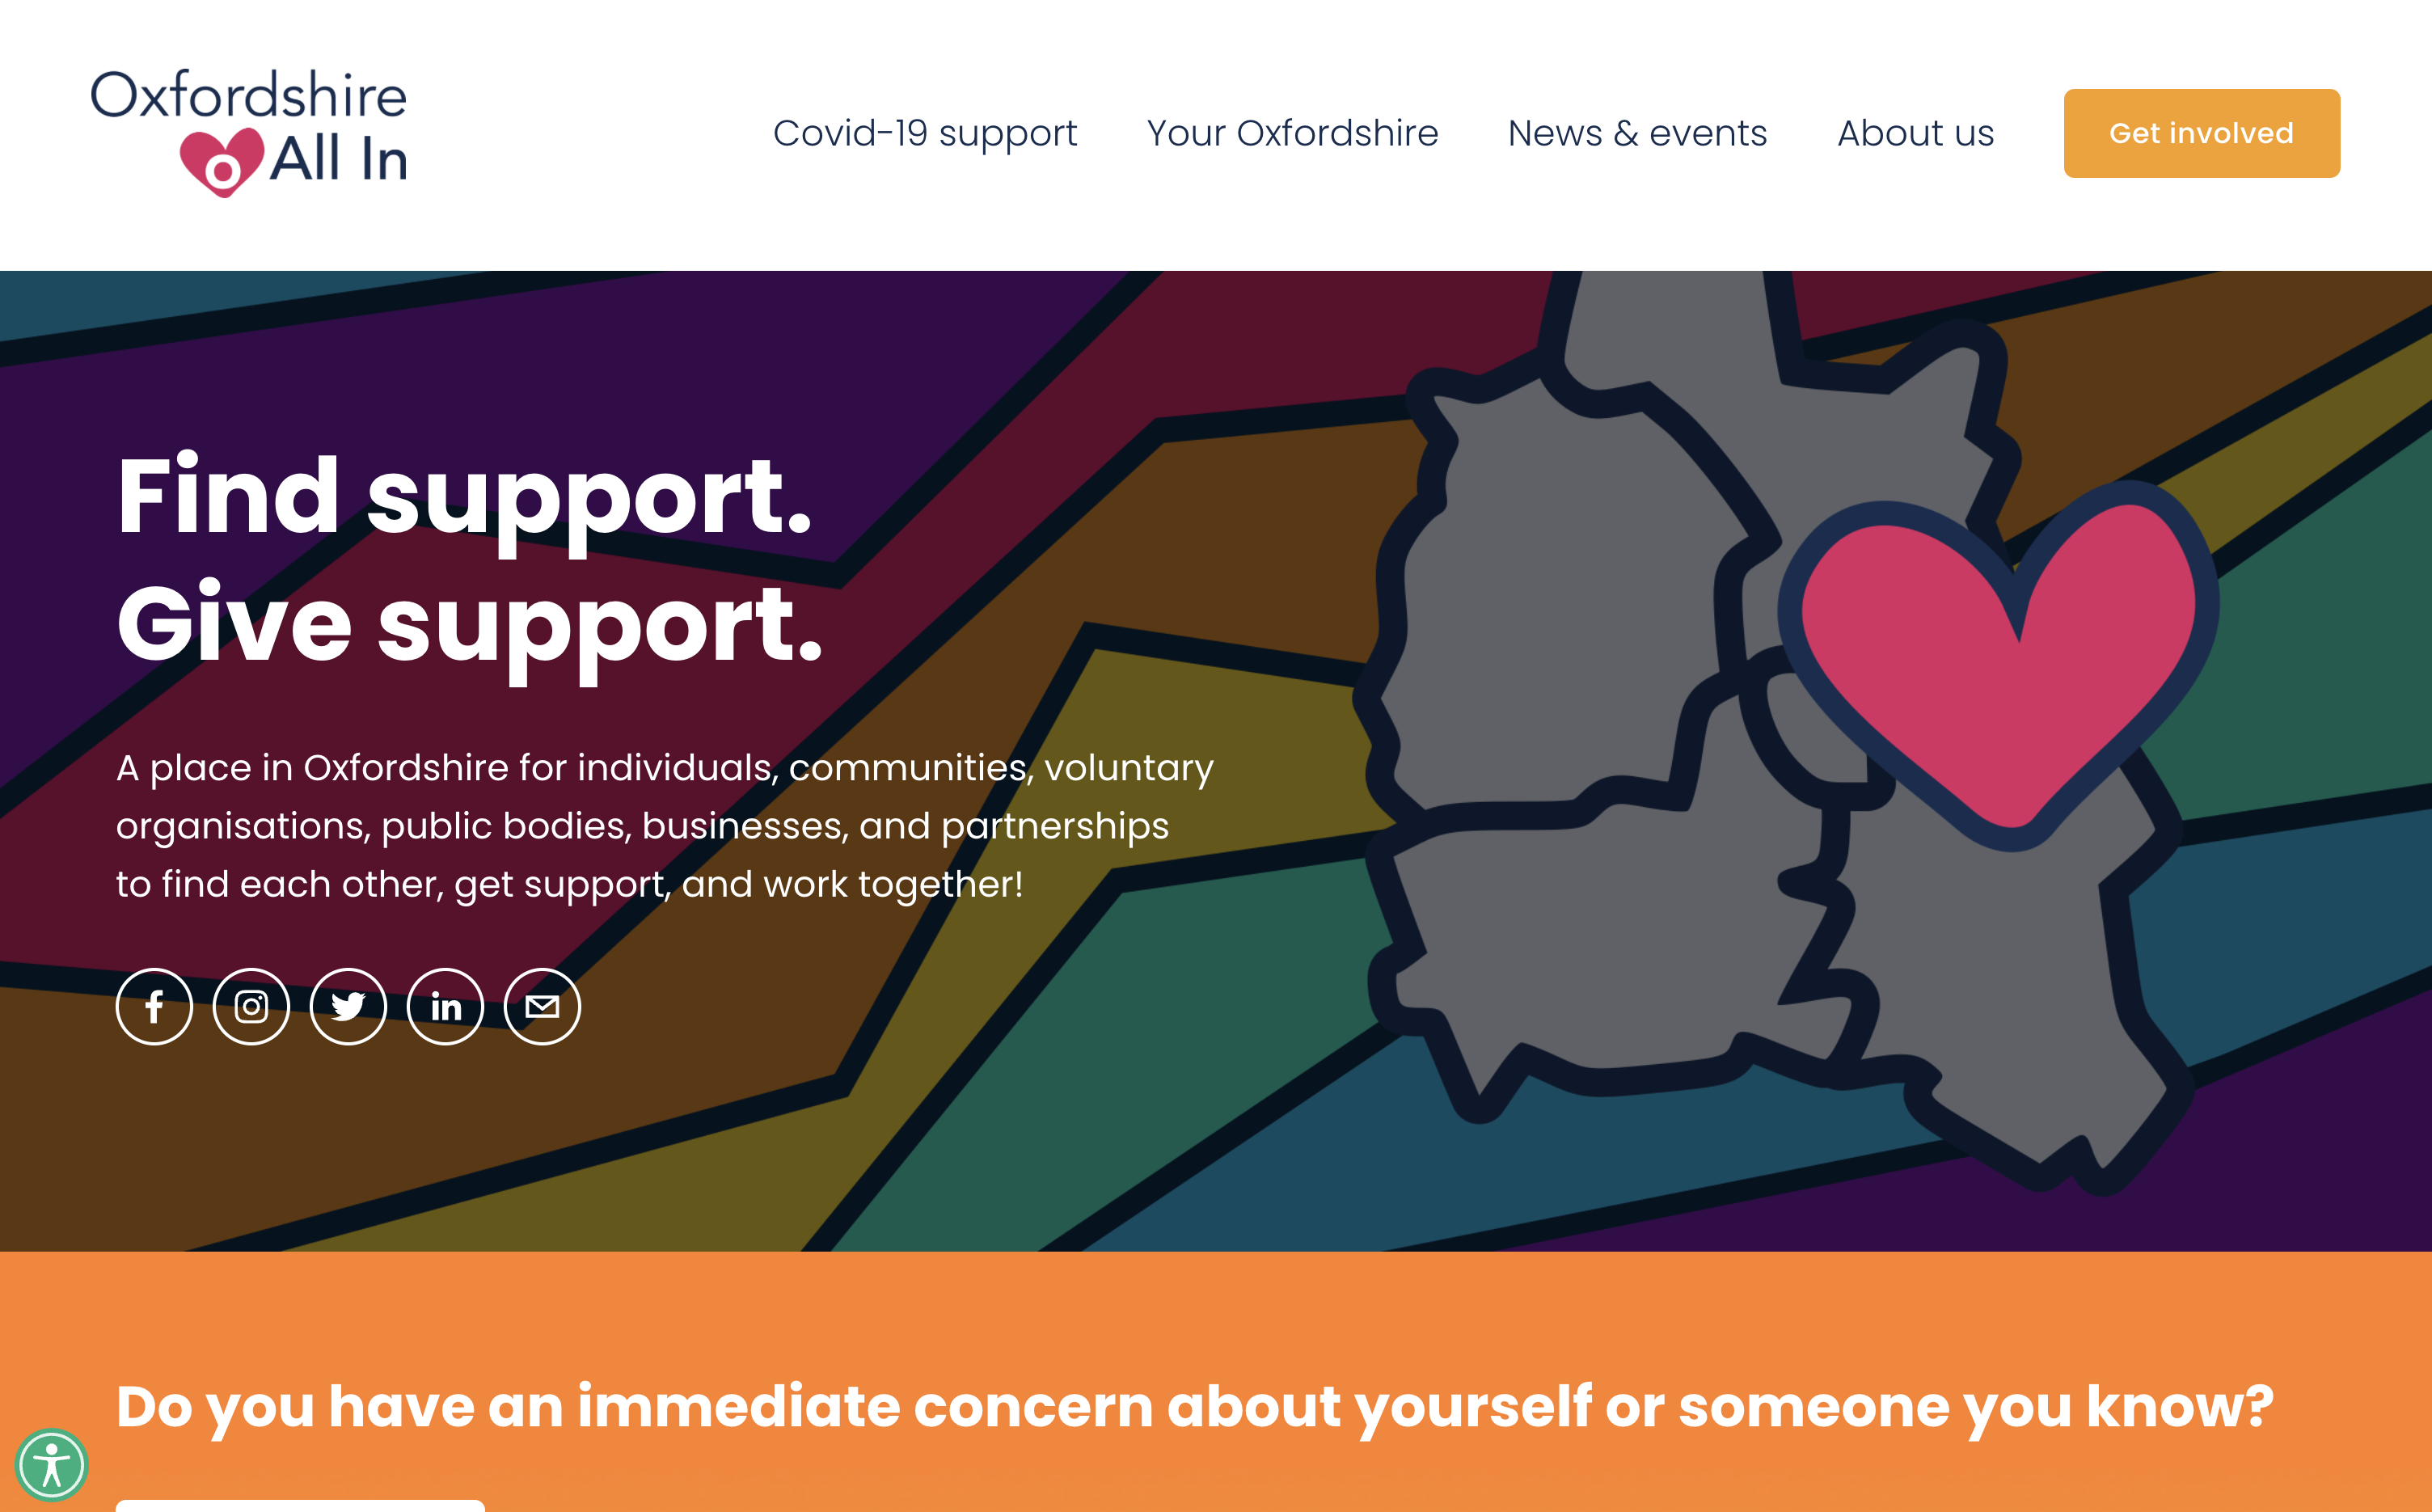 Oxfordshire
All In
Covid-19 support
Your Oxfordshire
News & events
About us
Get involved
Find support.
Give support.
A place in Oxfordshire for individuals, communities, voluntary
organisations, public bodies, businesses, and partnerships
to find each other, get support, and work together!
Do you have an immediate concern about yourself or someone you know?